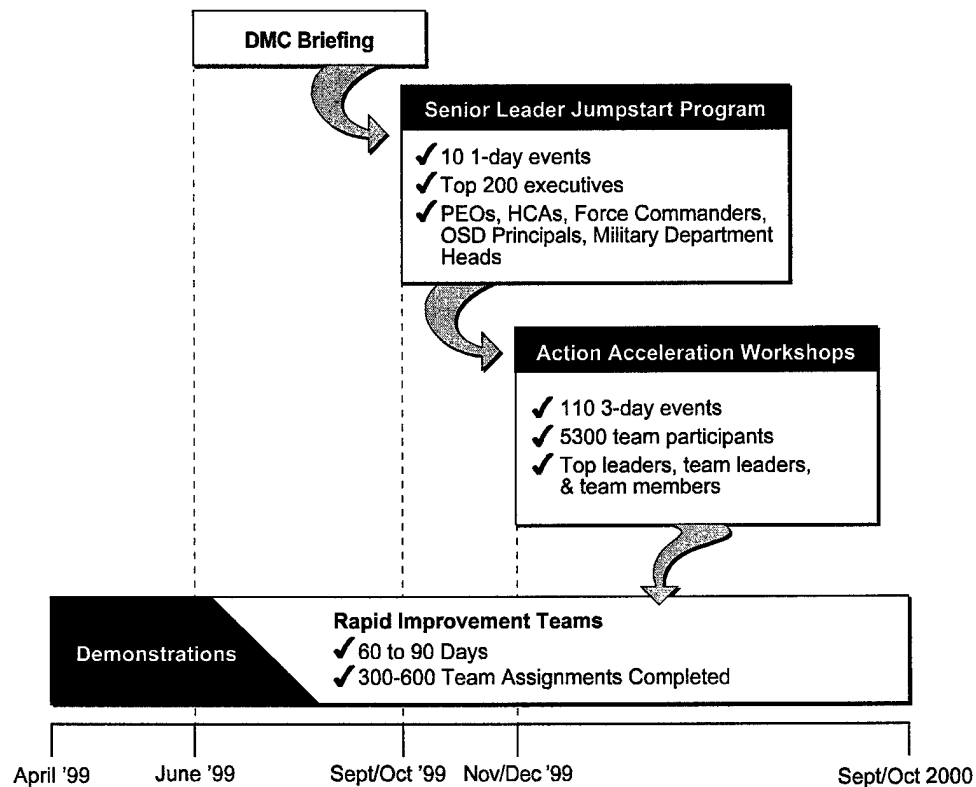 DMC Briefing
Senior Leader Jumpstart Program
✓ 10 1-day events
✓ Top 200 executives
✓ PEOs, HCAs, Force Commanders,
OSD Principals, Military Department
Heads
Action Acceleration Workshops
✓ 110 3-day events
✓ 5300 team participants
✓ Top leaders, team leaders,
& team members
Demonstrations
Rapid Improvement Teams
✓ 60 to 90 Days
✓ 300-600 Team Assignments Completed
April '99 June '99 Sept/Oct '99 Nov/Dec '99 Sept/Oct 2000